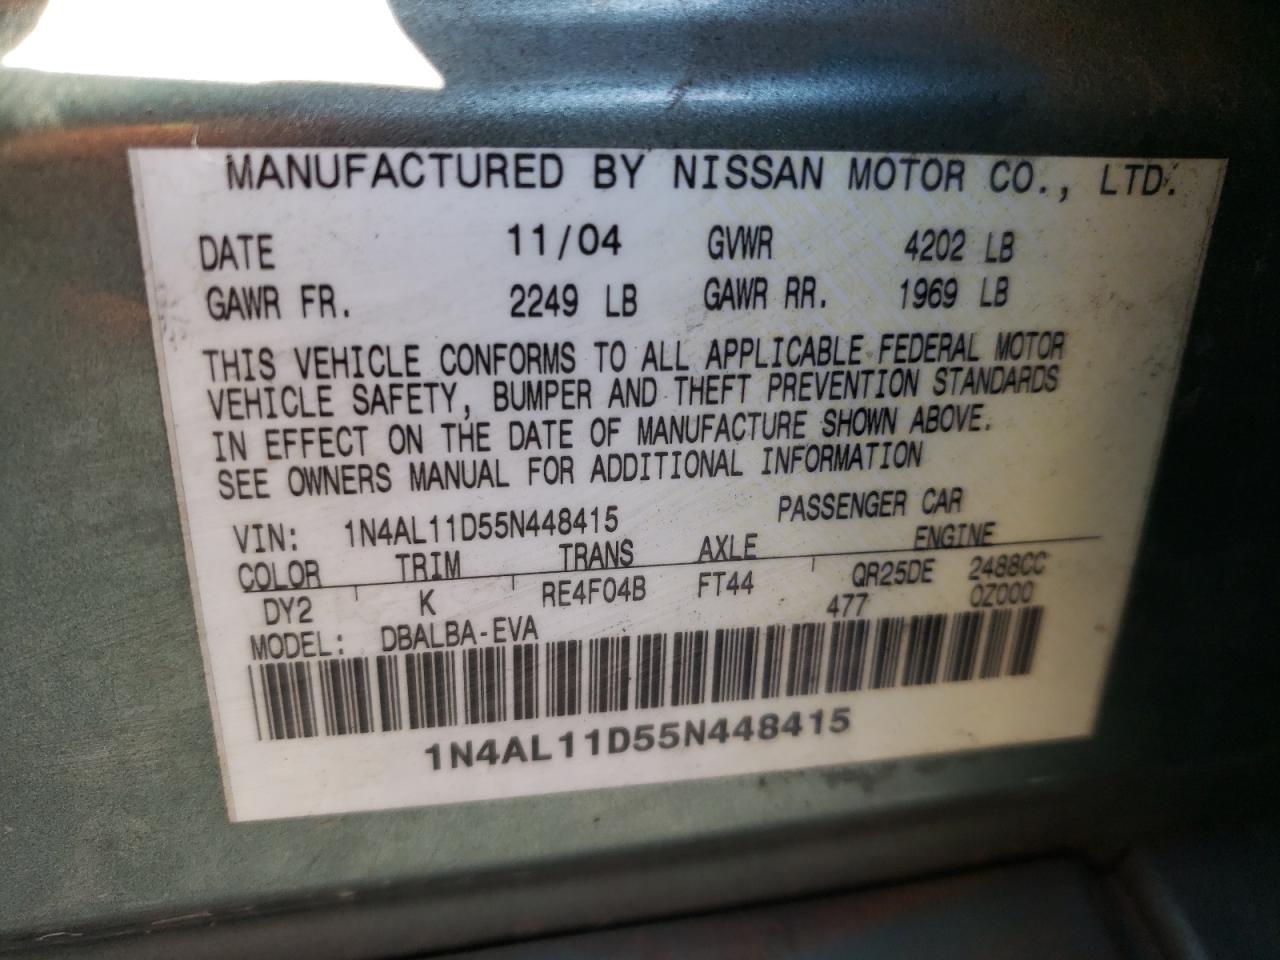 MANUFACTURED BY NISSAN MOTOR CO., LTD.
DATE 11/04 GVWR 4202 LB
GAWR FR. 2249 LB GAWR RR. 1969 LB
THIS VEHICLE CONFORMS TO ALL APPLICABLE FEDERAL MOTOR
VEHICLE SAFETY, BUMPER AND THEFT PREVENTION STANDARDS
IN EFFECT ON THE DATE OF MANUFACTURE SHOWN ABOVE.
SEE OWNERS MANUAL FOR ADDITIONAL INFORMATION
VIN: 1N4AL11D55N448415 PASSENGER CAR
COLOR TRIM TRANS AXLE ENGINE
DY2 K RE4F04B FT44 QR25DE 2488CC
477 0Z000
MODEL: DBALBA-EVA
1N4AL11D55N448415